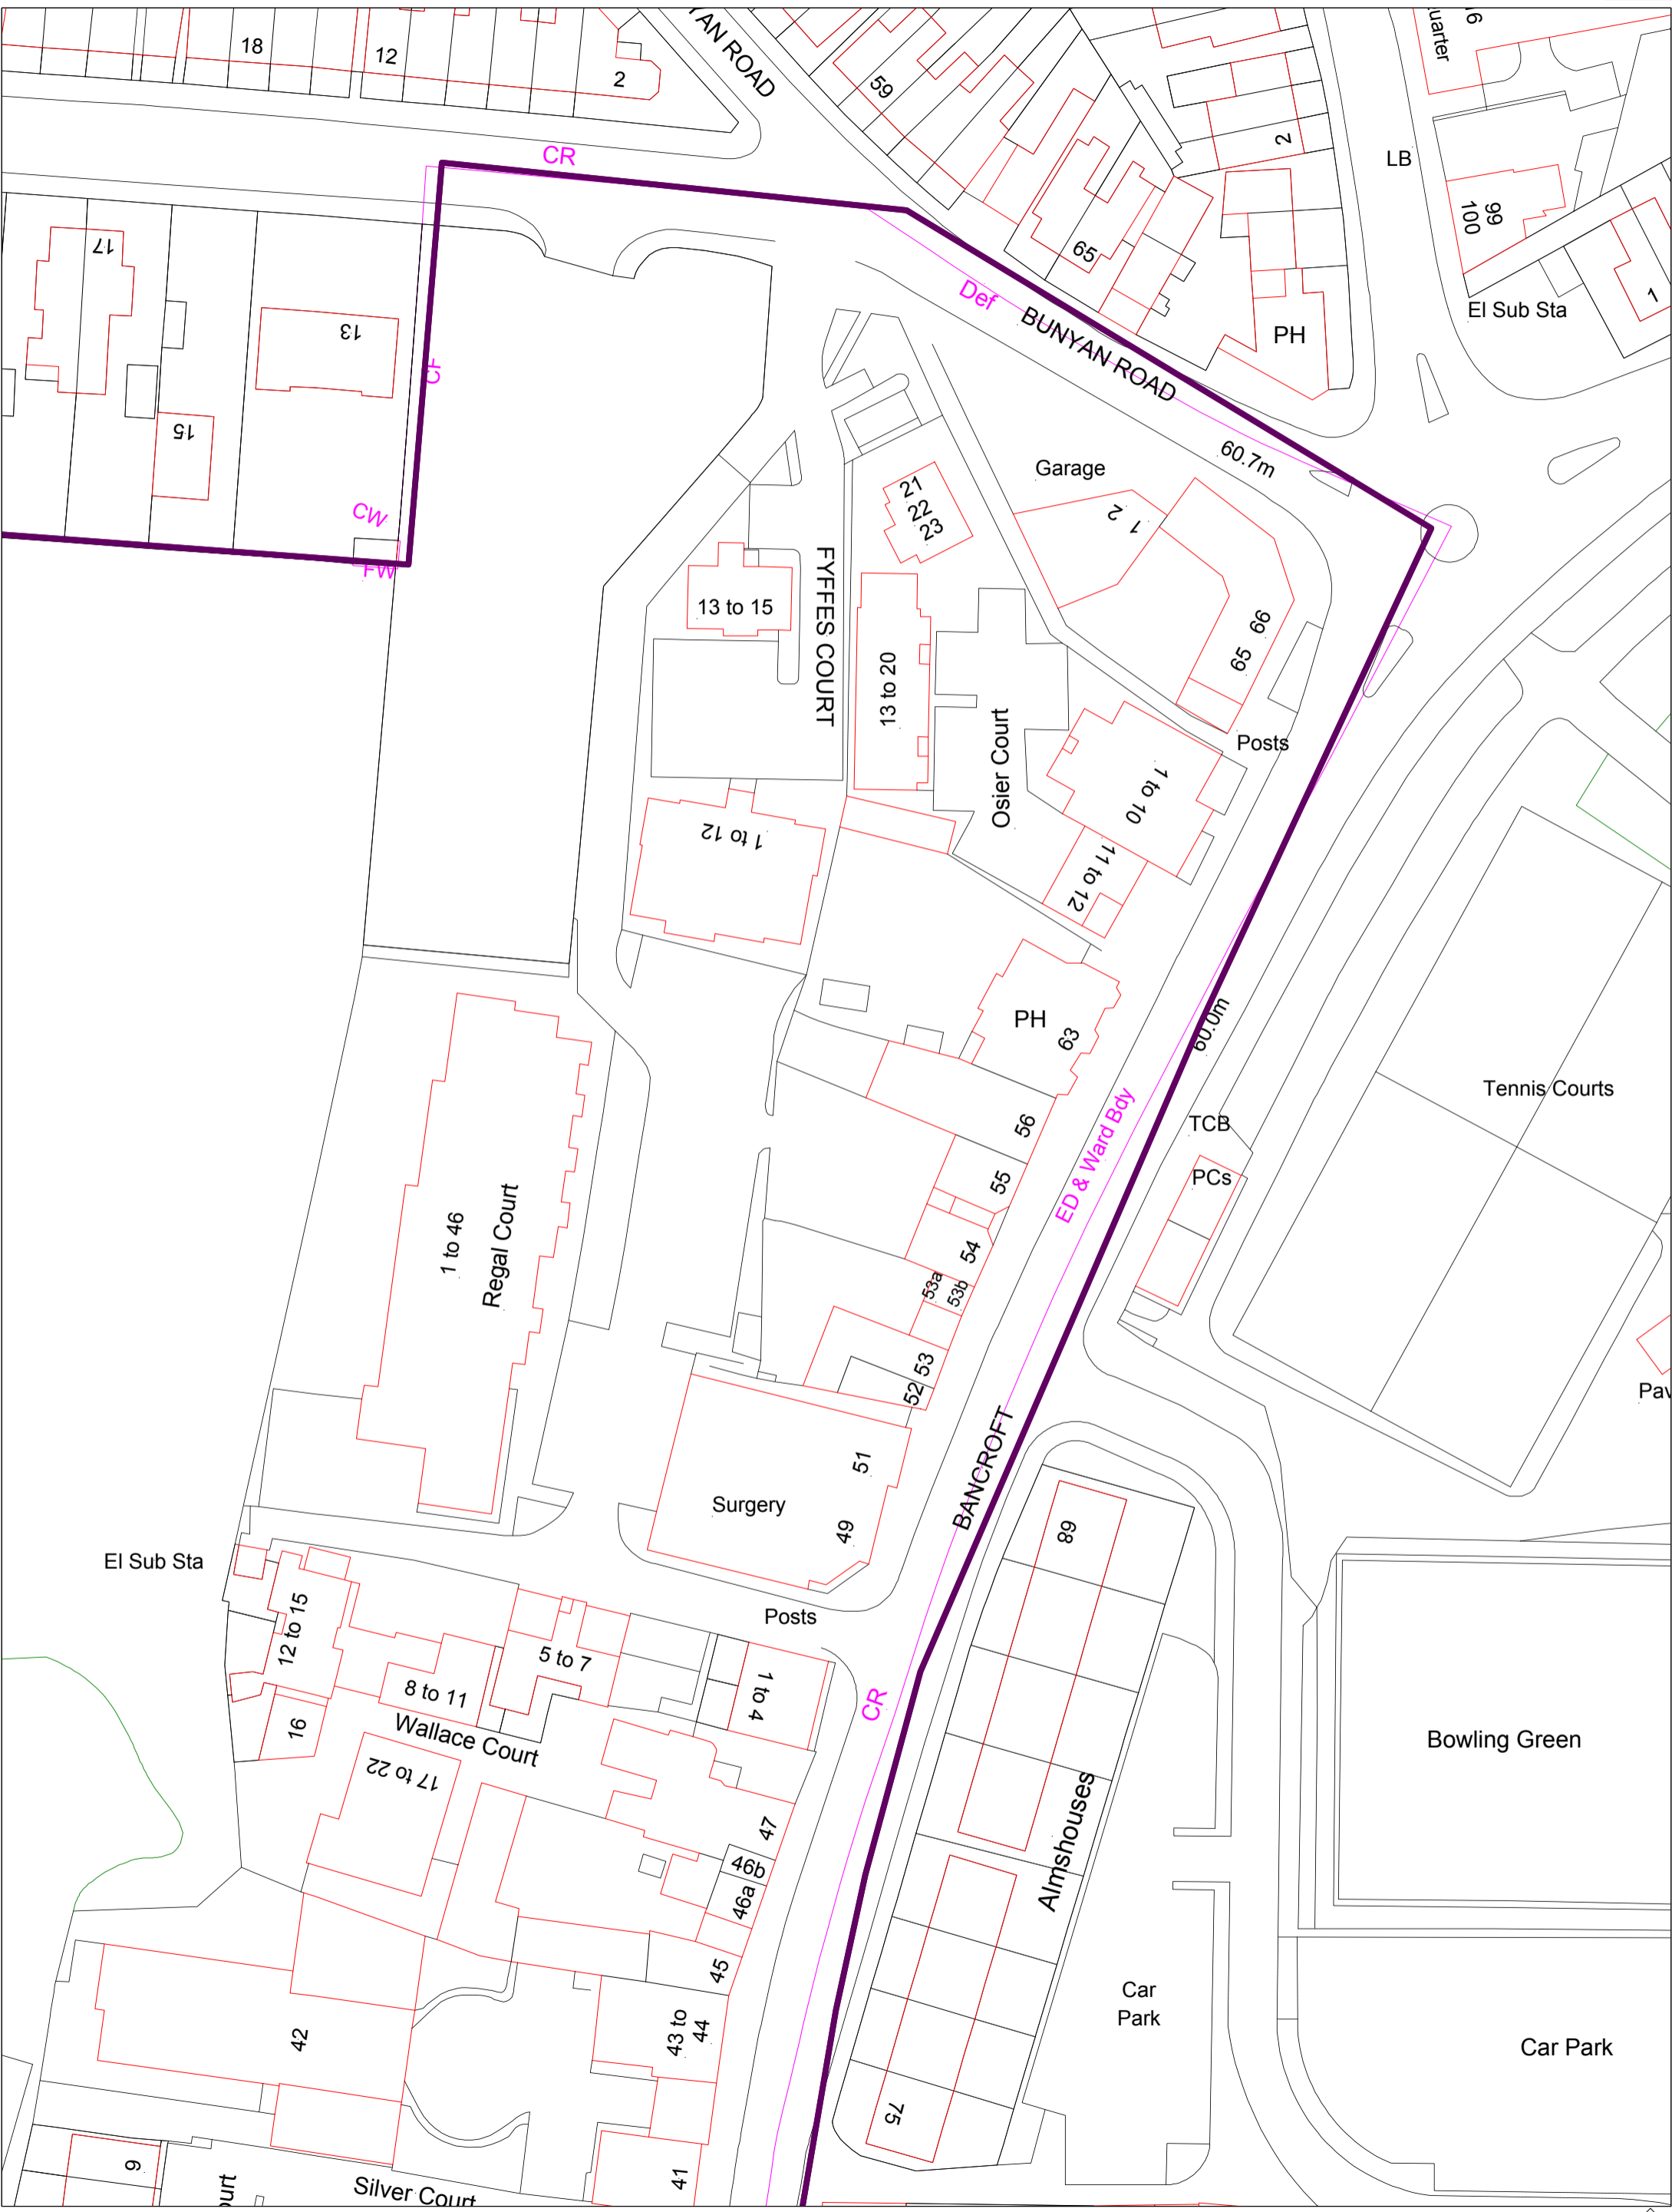 18
12
2
YAN ROAD
59
65
2
LB
uarter
99
100
1
El Sub Sta
PH
CR
Def
BUNYAN ROAD
17
13
15
CW
FW
60.7m
Garage
1 2
21
22
23
13 to 15
FYFFES COURT
13 to 20
Osier Court
65 66
Posts
1 to 10
11 to 12
1 to 12
PH
63
60.0m
Tennis Courts
ED & Ward Bdy
TCB
PCs
56
55
54
53a
53b
53
52
1 to 46
Regal Court
BANCROFT
51
Surgery
49
89
El Sub Sta
Posts
12 to 15
5 to 7
8 to 11
1 to 4
16
Wallace Court
17 to 22
CR
Bowling Green
47
46b
46a
45
Almshouses
43 to
44
42
Car
Park
Car Park
75
41
Silver Court
ourt